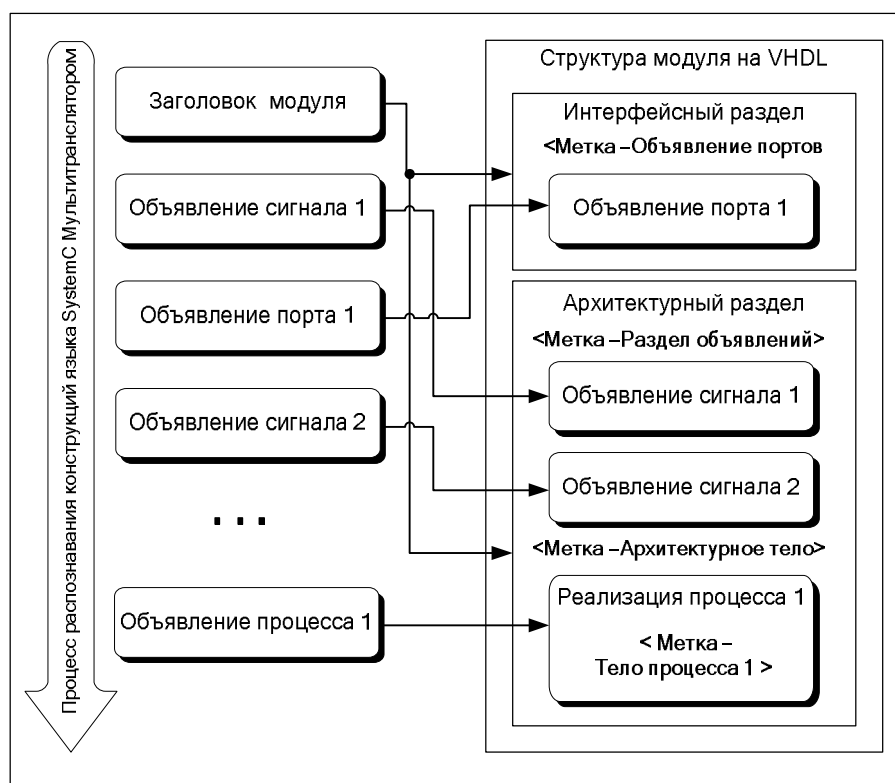 Процесс распознавания конструкций языка SystemC Мультитранслятором
Заголовок модуля
Объявление сигнала 1
Объявление порта 1
Объявление сигнала 2
...
Объявление процесса 1
Структура модуля на VHDL
Интерфейсный раздел
<Метка –Объявление портов
Объявление порта 1
Архитектурный раздел
<Метка –Раздел объявлений>
Объявление сигнала 1
Объявление сигнала 2
<Метка –Архитектурное тело>
Реализация процесса 1
< Метка –
Тело процесса 1 >